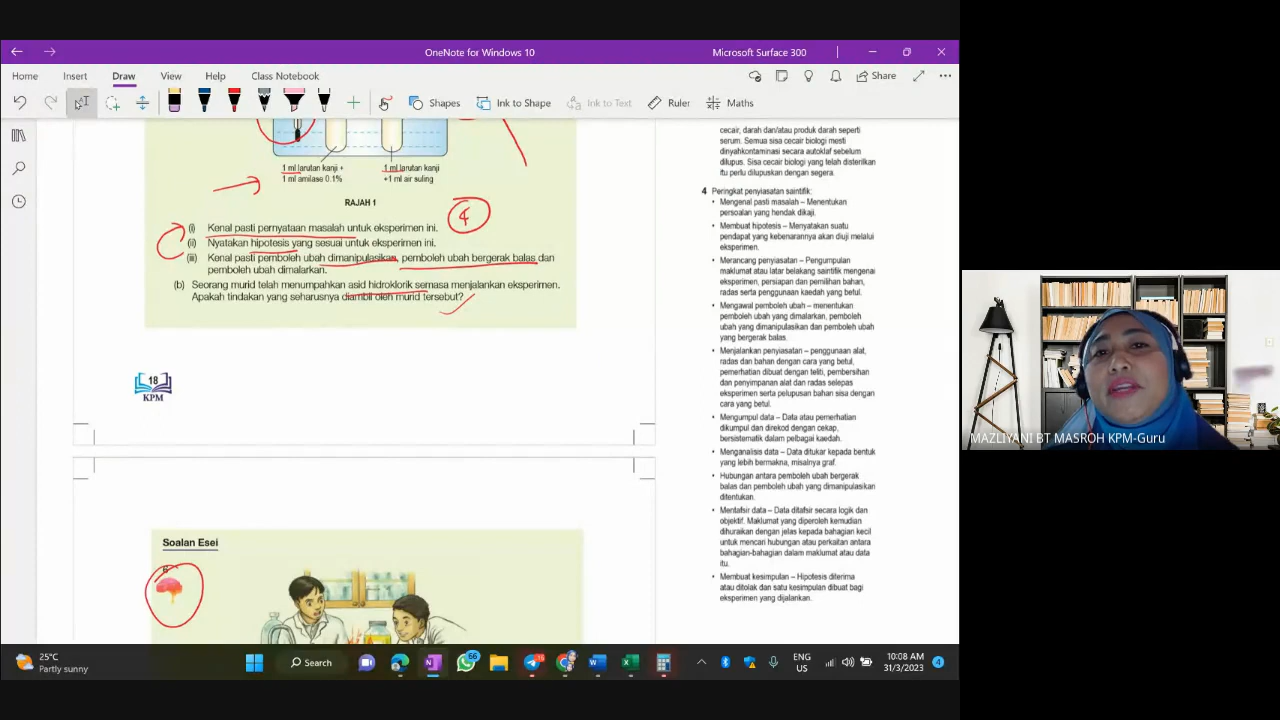 OneNote for Windows 10
Microsoft Surface 300
Home
Insert
Draw
View
Help
Class Notebook
Share
Shapes
Ink to Shape
Ink to Text
Ruler
Maths
1 ml larutan kanji +
1 ml amilase 0.1%
1 ml larutan kanji
+1 ml air suling
RAJAH 1
4
(i) Kenal pasti pernyataan masalah untuk eksperimen ini.
(ii) Nyatakan hipotesis yang sesuai untuk eksperimen ini.
(iii) Kenal pasti pemboleh ubah dimanipulasikan, pemboleh ubah bergerak balas dan
pemboleh ubah dimalarkan.
(b) Seorang murid telah menumpahkan asid hidroklorik semasa menjalankan eksperimen.
Apakah tindakan yang seharusnya diambil oleh murid tersebut?
18
KPM
Soalan Esei
6.
cecair, darah dan/atau produk darah seperti
serum. Semua sisa cecair biologi mesti
dinyahkontaminasi secara autoklaf sebelum
dilupus. Sisa cecair biologi yang telah disterilkan
itu perlu dilupuskan dengan segera.
4 Peringkat penyiasatan saintifik:
• Mengenal pasti masalah – Menentukan
persoalan yang hendak dikaji.
• Membuat hipotesis – Menyatakan suatu
pendapat yang kebenarannya akan diuji melalui
eksperimen.
• Merancang penyiasatan – Pengumpulan
maklumat atau latar belakang saintifik mengenai
eksperimen, persiapan dan pemilihan bahan,
radas serta penggunaan kaedah yang betul.
• Mengawal pemboleh ubah – menentukan
pemboleh ubah yang dimalarkan, pemboleh
ubah yang dimanipulasikan dan pemboleh ubah
yang bergerak balas.
• Menjalankan penyiasatan – penggunaan alat,
radas dan bahan dengan cara yang betul,
pemerhatian dibuat dengan teliti, pembersihan
dan penyimpanan alat dan radas selepas
eksperimen serta pelupusan bahan sisa dengan
cara yang betul.
• Mengumpul data – Data atau pemerhatian
dikumpul dan direkod dengan cekap,
bersistematik dalam pelbagai kaedah.
• Menganalisis data – Data ditukar kepada bentuk
yang lebih bermakna, misalnya graf.
• Hubungan antara pemboleh ubah bergerak
balas dan pemboleh ubah yang dimanipulasikan
ditentukan.
• Mentafsir data – Data ditafsir secara logik dan
objektif. Maklumat yang diperoleh kemudian
dihuraikan dengan jelas kepada bahagian kecil
untuk mencari hubungan atau perkaitan antara
bahagian-bahagian dalam maklumat atau data
itu.
• Membuat kesimpulan – Hipotesis diterima
atau ditolak dan satu kesimpulan dibuat bagi
eksperimen yang dijalankan.
MAZLIYANI BT MASROH KPM-Guru
25°C
Partly sunny
Search
66
15
ENG
US
10:08 AM
31/3/2023
4